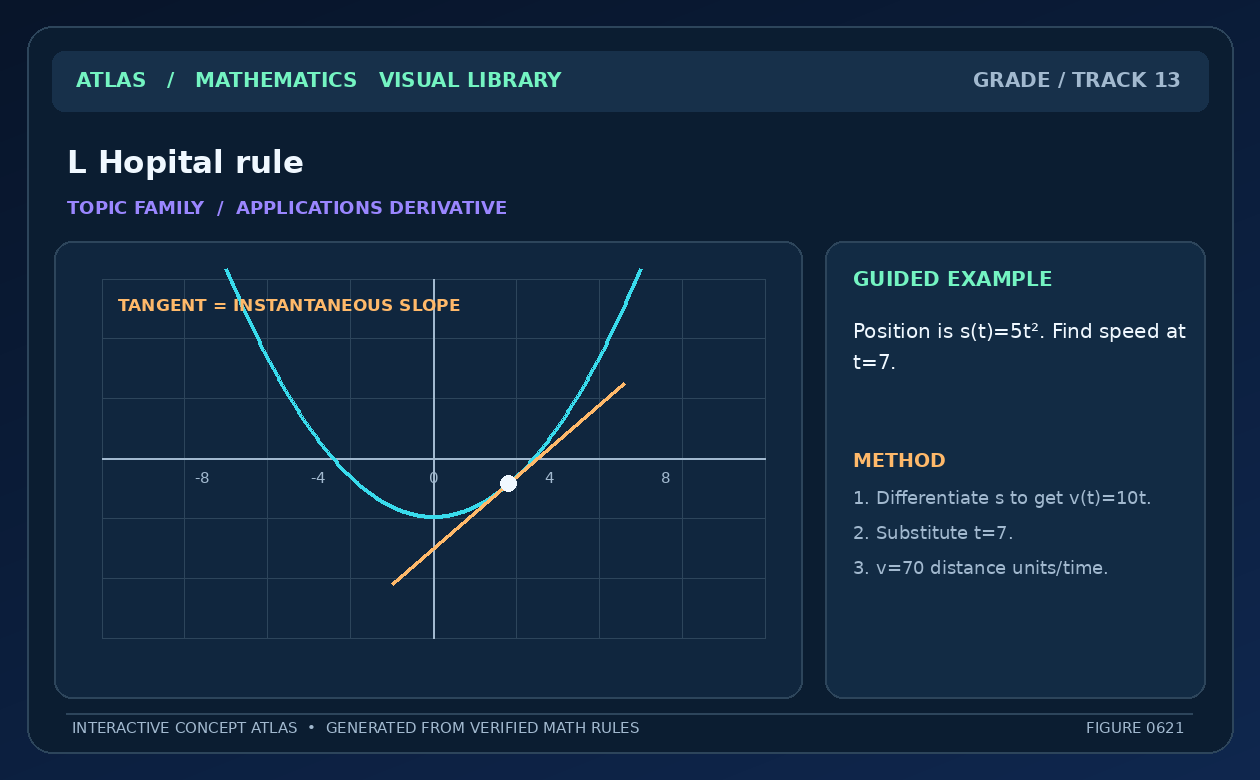 ATLAS / MATHEMATICS VISUAL LIBRARY
GRADE / TRACK 13
L Hopital rule
TOPIC FAMILY / APPLICATIONS DERIVATIVE
TANGENT = INSTANTANEOUS SLOPE
-8 -4 0 4 8
GUIDED EXAMPLE
Position is s(t)=5t². Find speed at
t=7.
METHOD
1. Differentiate s to get v(t)=10t.
2. Substitute t=7.
3. v=70 distance units/time.
INTERACTIVE CONCEPT ATLAS • GENERATED FROM VERIFIED MATH RULES
FIGURE 0621